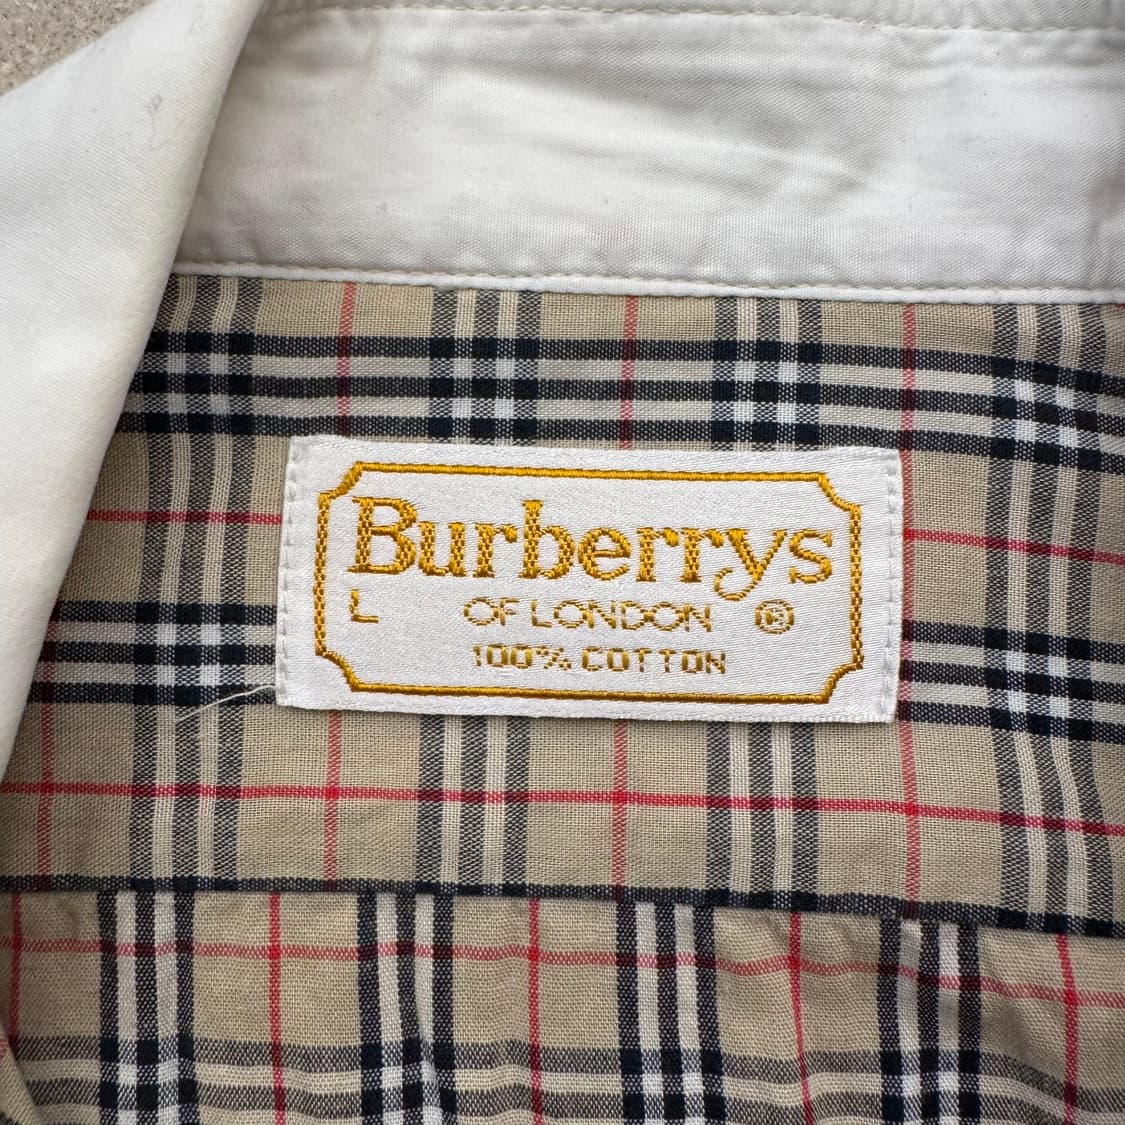 Burberrys
L OF LONDON ®
100% COTTON